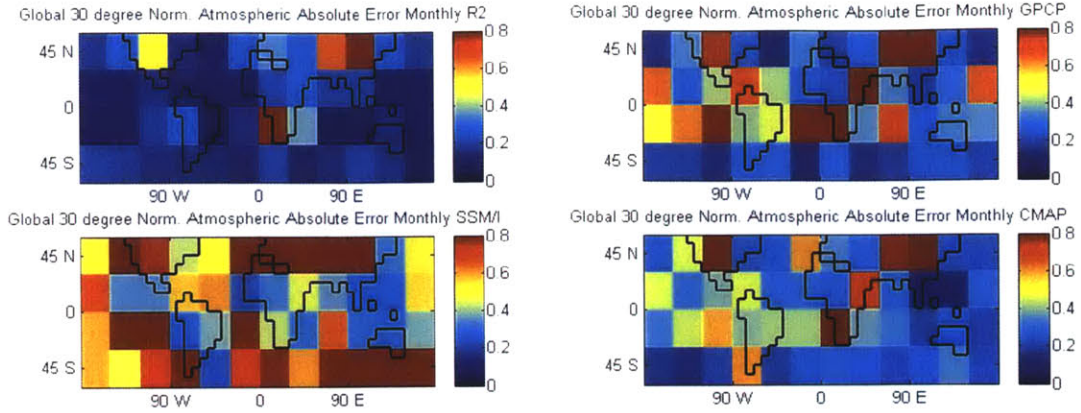 Global 30 degree Norm. Atmospheric Absolute Error Monthly R2
45 N
0
45 S
90 W 0 90 E
0.8
0.6
0.4
0.2
0
Global 30 degree Norm. Atmospheric Absolute Error Monthly GPCP
45 N
0
45 S
90 W 0 90 E
0.8
0.6
0.4
0.2
0
Global 30 degree Norm. Atmospheric Absolute Error Monthly SSM/I
45 N
0
45 S
90 W 0 90 E
0.8
0.6
0.4
0.2
0
Global 30 degree Norm. Atmospheric Absolute Error Monthly CMAP
45 N
0
45 S
90 W 0 90 E
0.8
0.6
0.4
0.2
0